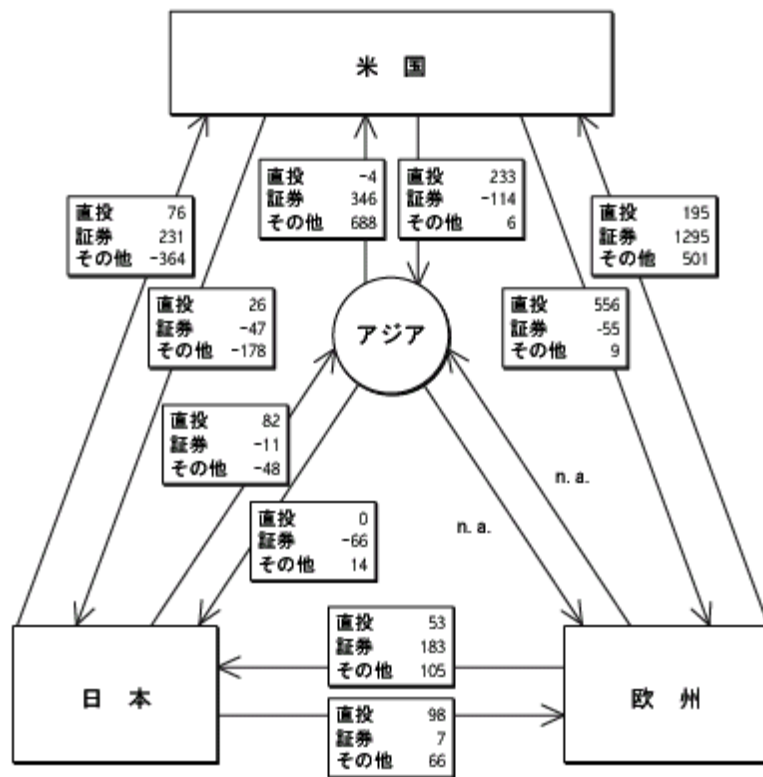 米 国
直投 -4
証券 346
その他 688
直投 233
証券 -114
その他 6
直投 76
証券 231
その他 -364
直投 195
証券 1295
その他 501
直投 26
証券 -47
その他 -178
アジア
直投 556
証券 -55
その他 9
直投 82
証券 -11
その他 -48
n.a.
直投 0
証券 -66
その他 14
n.a.
直投 53
証券 183
その他 105
日 本
欧 州
直投 98
証券 7
その他 66